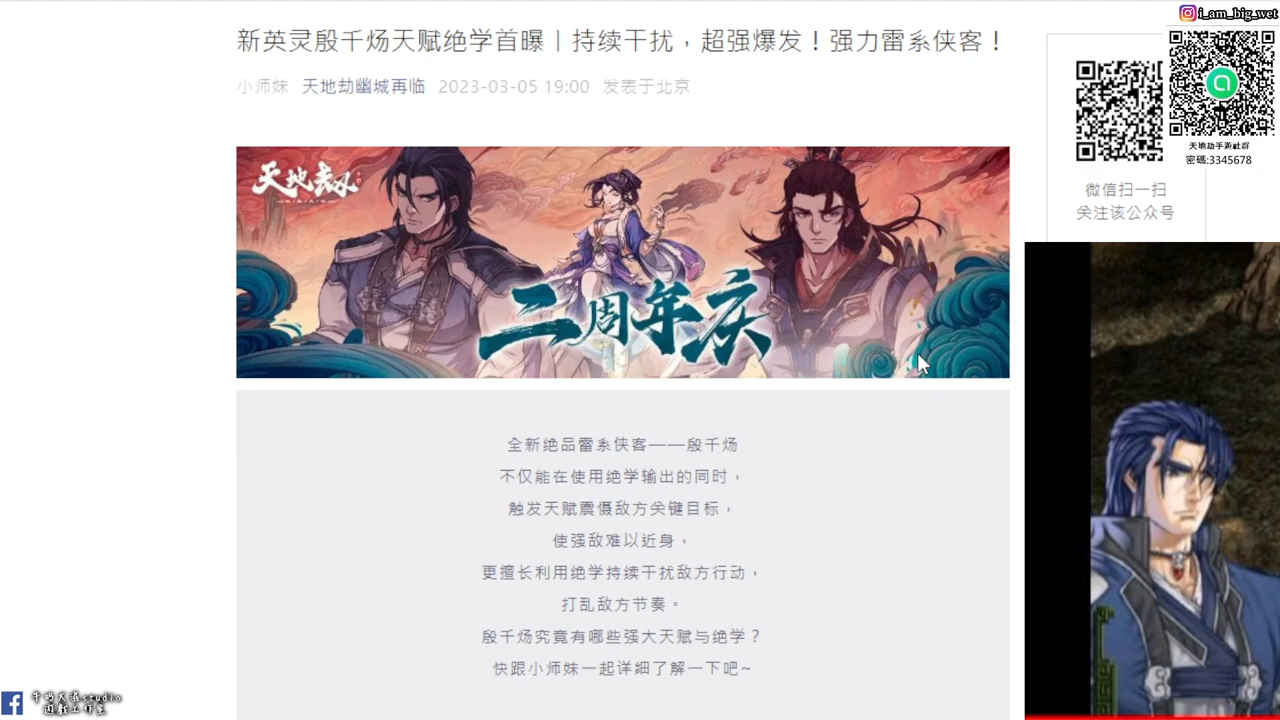 新英灵殷千炀天赋绝学首曝丨持续干扰，超强爆发！强力雷系侠客！
小师妹 天地劫幽城再临 2023-03-05 19:00 发表于北京
天地劫
二周年庆
全新绝品雷系侠客——殷千炀
不仅能在使用绝学输出的同时，
触发天赋震慑敌方关键目标，
使强敌难以近身，
更擅长利用绝学持续干扰敌方行动，
打乱敌方节奏。
殷千炀究竟有哪些强大天赋与绝学？
快跟小师妹一起详细了解一下吧~
i_am_big_wet
天地劫手游社群
密碼:3345678
微信扫一扫
关注该公众号
遊戲工作室